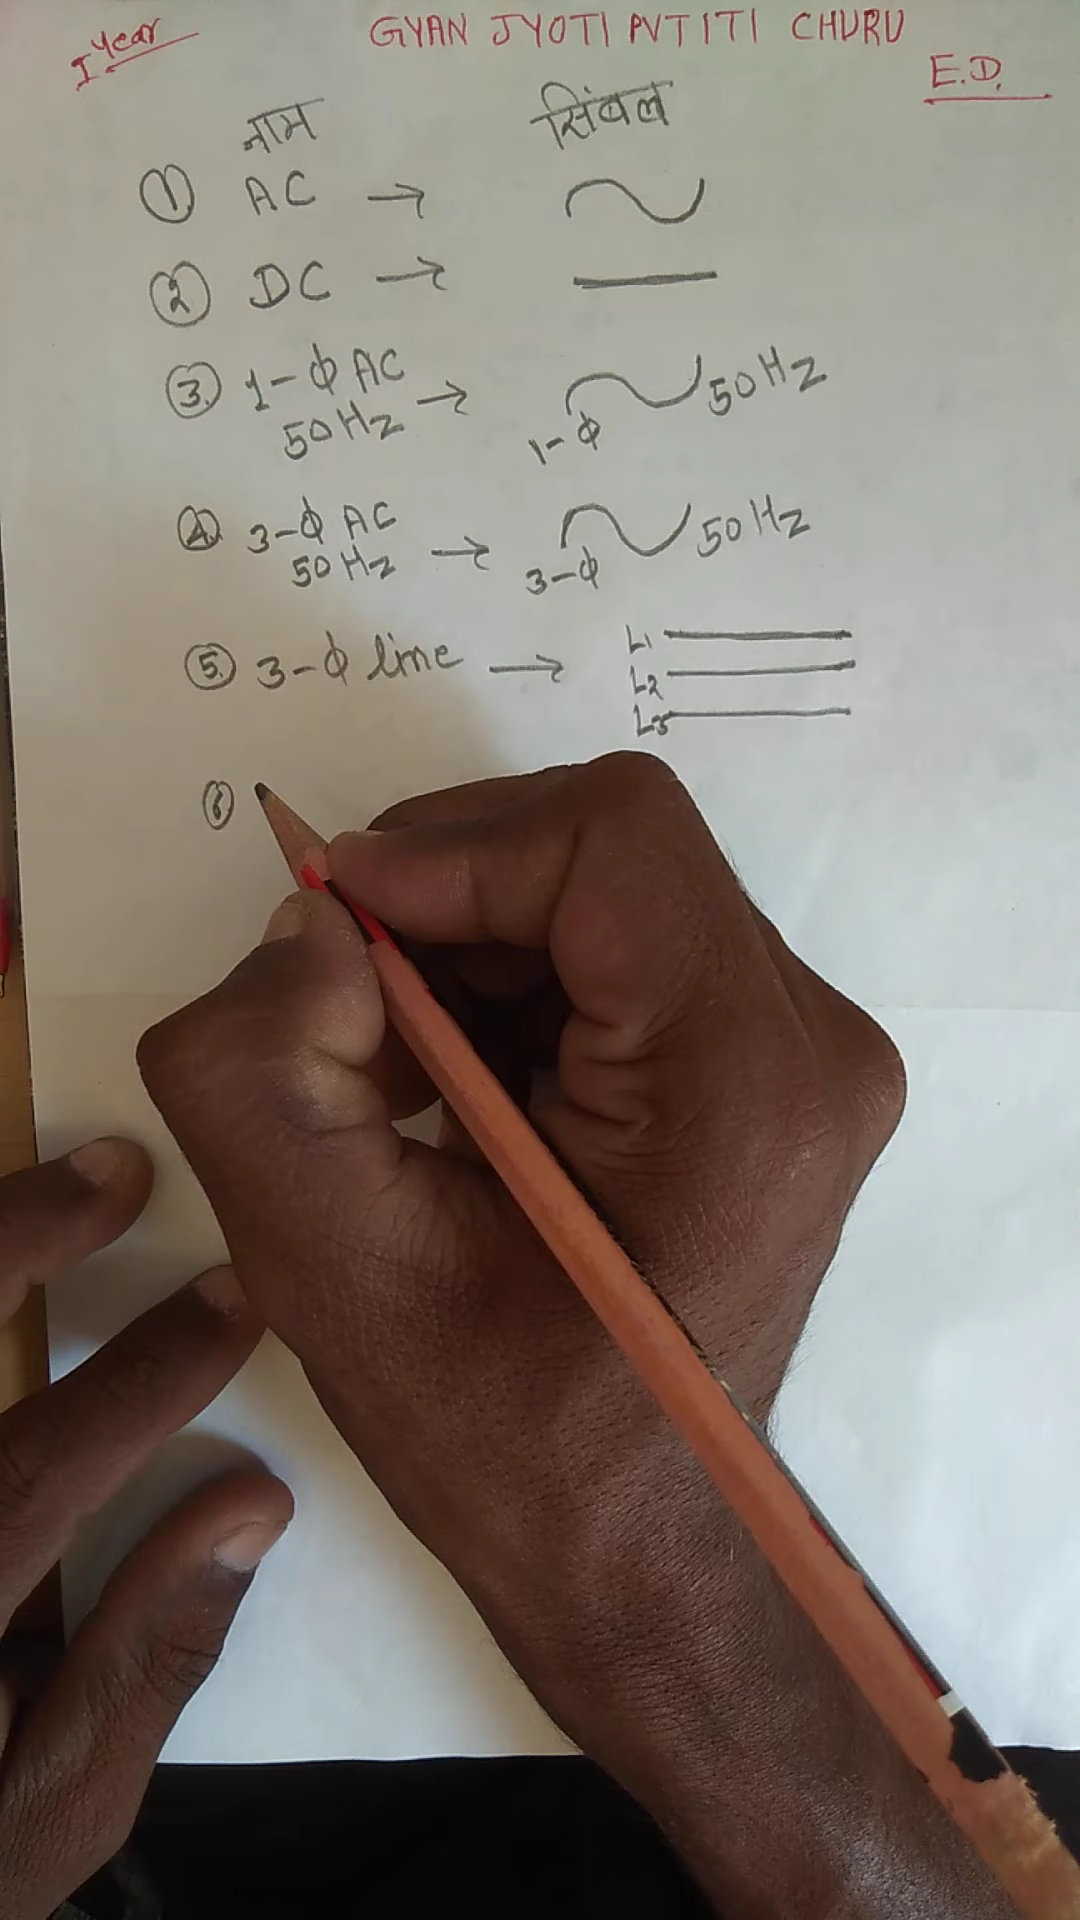 I Year
GYAN JYOTI PVT ITI CHURU
E.D.
नाम सिंबल
① AC → ~
② DC → —
③. 1-ϕ AC 50 Hz → 1-ϕ ~ 50 Hz
④. 3-ϕ AC 50 Hz → 3-ϕ ~ 50 Hz
⑤. 3-ϕ line → L1
L2
L3
⑥